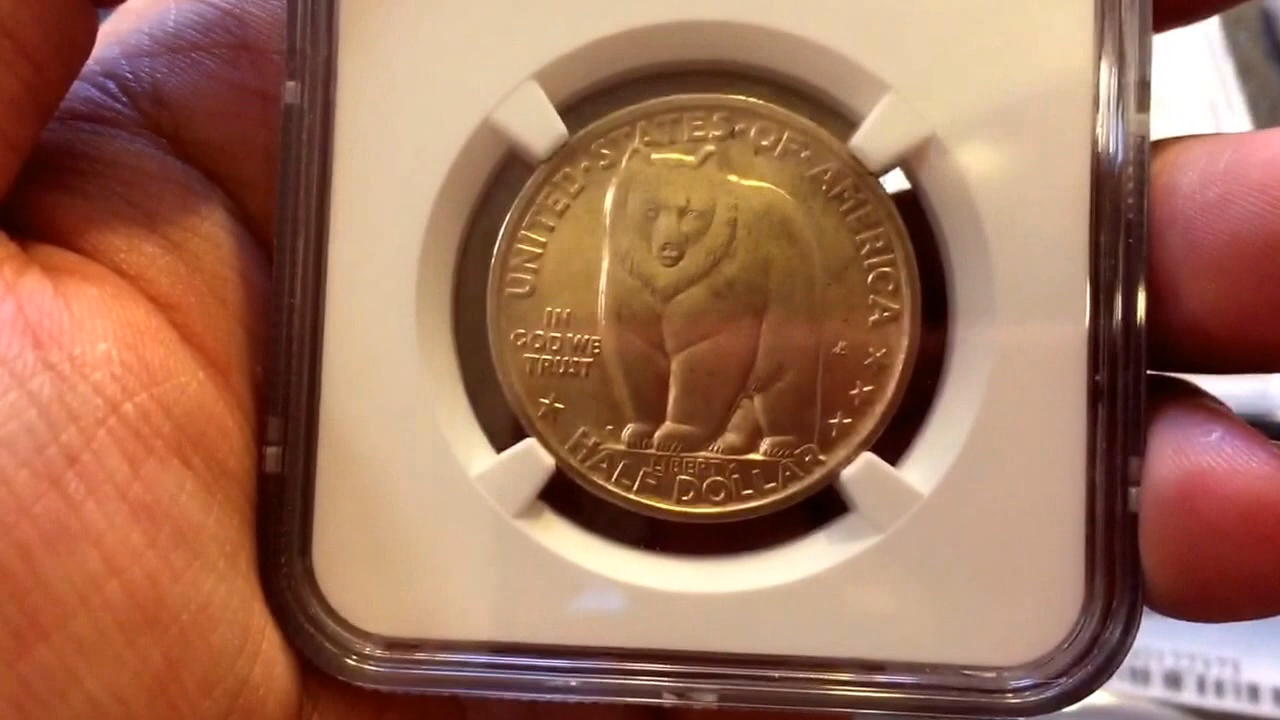 UNITED·STATES·OF·AMERICA
IN
GOD WE
TRUST
LIBERTY
HALF DOLLAR